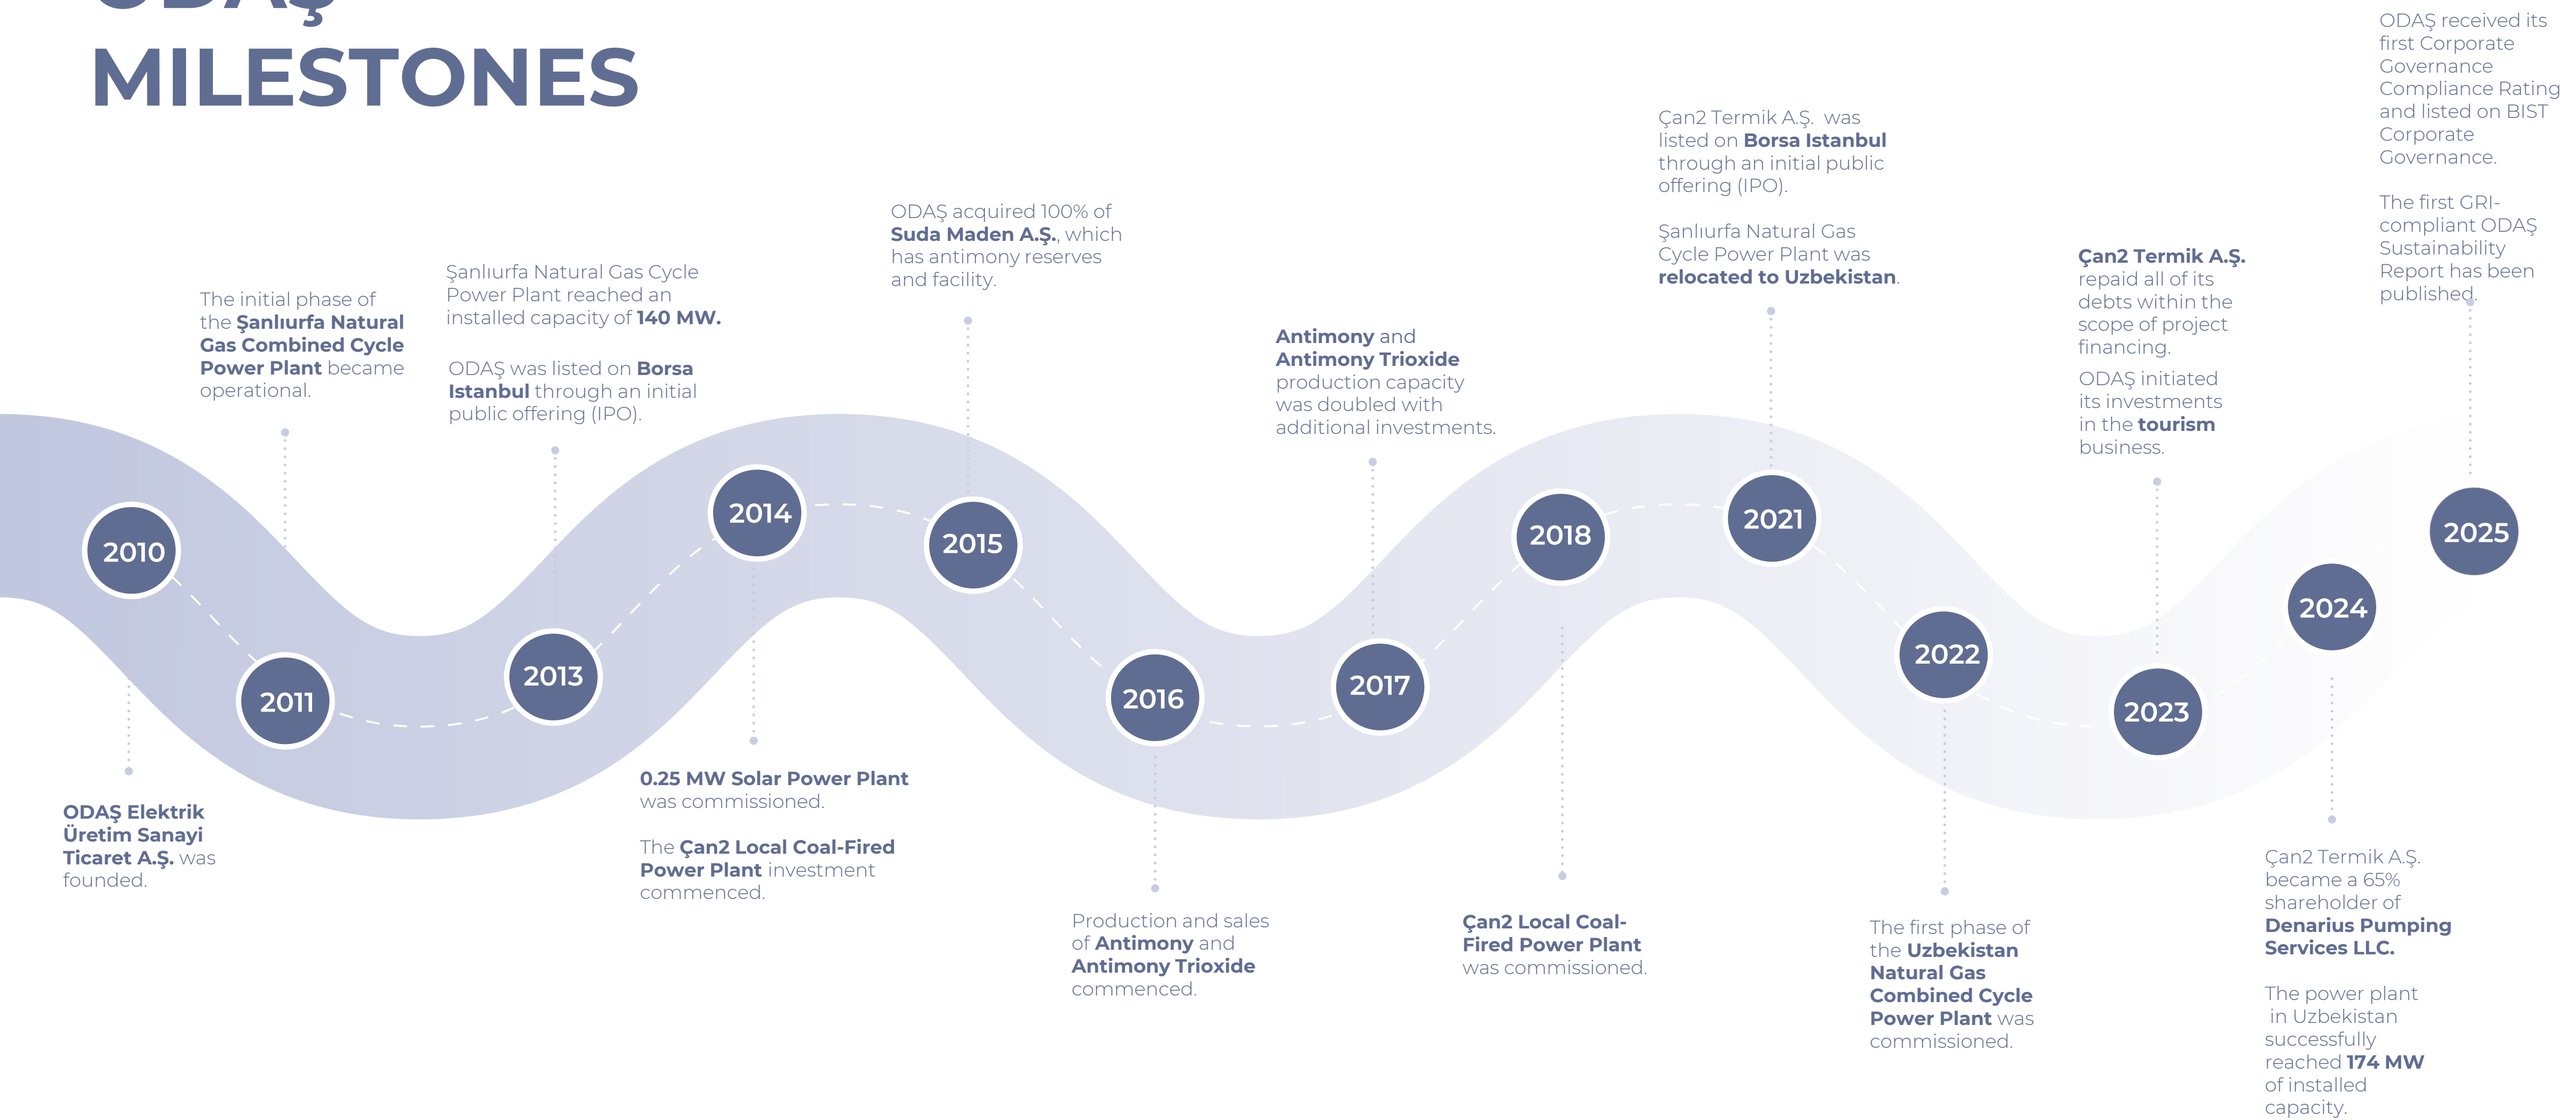 ODAŞ
MILESTONES
2010
ODAŞ Elektrik
Üretim Sanayi
Ticaret A.Ş. was
founded.
2011
The initial phase of
the Şanlıurfa Natural
Gas Combined Cycle
Power Plant became
operational.
2013
Şanlıurfa Natural Gas Cycle
Power Plant reached an
installed capacity of 140 MW.
ODAŞ was listed on Borsa
Istanbul through an initial
public offering (IPO).
2014
0.25 MW Solar Power Plant
was commissioned.
The Çan2 Local Coal-Fired
Power Plant investment
commenced.
2015
ODAŞ acquired 100% of
Suda Maden A.Ş., which
has antimony reserves
and facility.
2016
Production and sales
of Antimony and
Antimony Trioxide
commenced.
2017
Antimony and
Antimony Trioxide
production capacity
was doubled with
additional investments.
2018
Çan2 Local Coal-
Fired Power Plant
was commissioned.
2021
Çan2 Termik A.Ş.  was
listed on Borsa Istanbul
through an initial public
offering (IPO).
Şanlıurfa Natural Gas
Cycle Power Plant was
relocated to Uzbekistan.
2022
The first phase of
the Uzbekistan
Natural Gas
Combined Cycle
Power Plant was
commissioned.
2023
Çan2 Termik A.Ş.
repaid all of its
debts within the
scope of project
financing.
ODAŞ initiated
its investments
in the tourism
business.
2024
Çan2 Termik A.Ş.
became a 65%
shareholder of
Denarius Pumping
Services LLC.
The power plant
in Uzbekistan
successfully
reached 174 MW
of installed
capacity.
2025
ODAŞ received its
first Corporate
Governance
Compliance Rating
and listed on BIST
Corporate
Governance.
The first GRI-
compliant ODAŞ
Sustainability
Report has been
published.